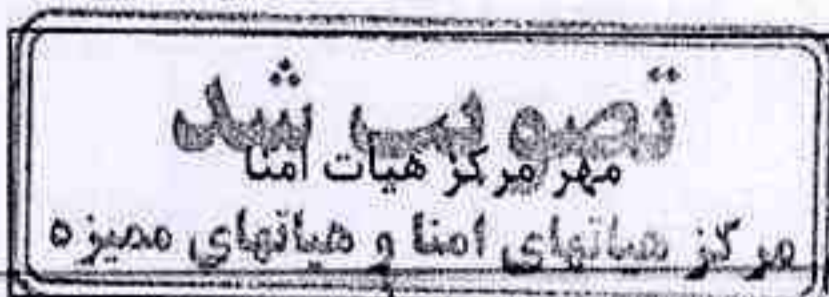 تصویب شد
مهر مرکز هیات امنا
مرکز هیاتهای امنا و هیاتهای ممیزه